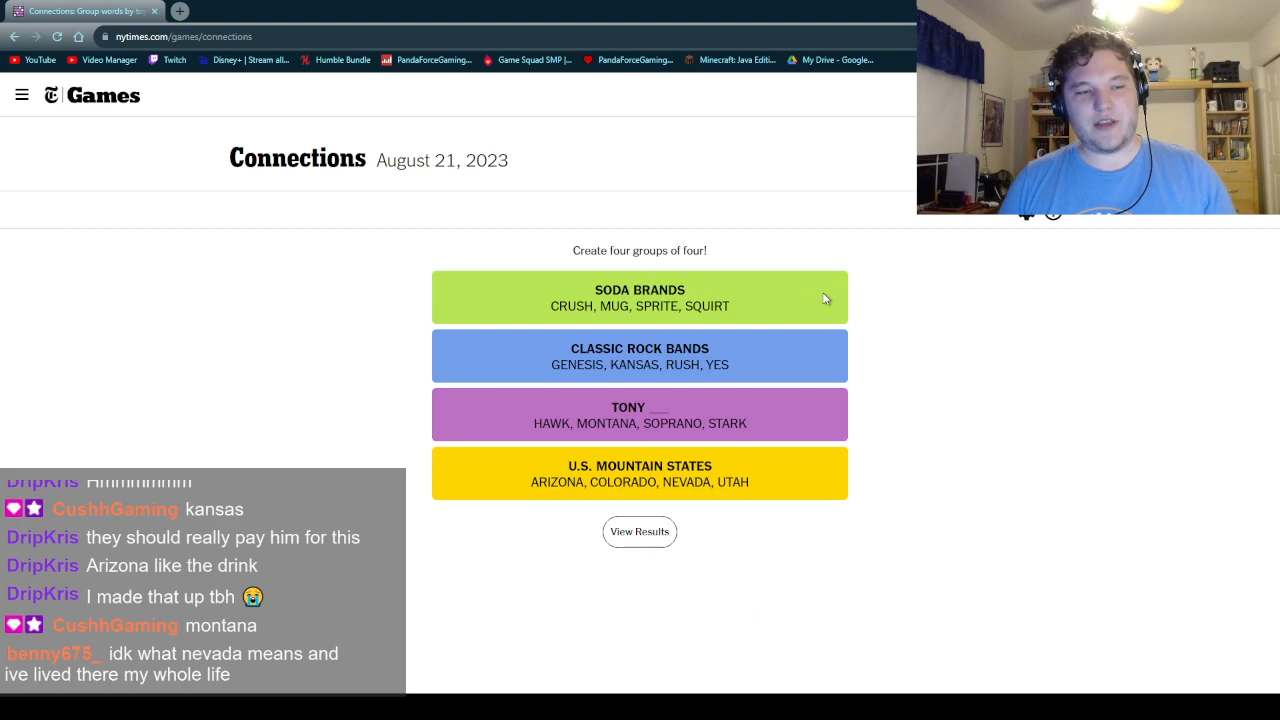 Connections: Group words by to
nytimes.com/games/connections
YouTube Video Manager Twitch Disney+ | Stream all... Humble Bundle PandaForceGaming... Game Squad SMP |... PandaForceGaming... Minecraft: Java Editi... My Drive - Google...
T | Games
Connections August 21, 2023
Create four groups of four!
SODA BRANDS
CRUSH, MUG, SPRITE, SQUIRT
CLASSIC ROCK BANDS
GENESIS, KANSAS, RUSH, YES
TONY ___
HAWK, MONTANA, SOPRANO, STARK
U.S. MOUNTAIN STATES
ARIZONA, COLORADO, NEVADA, UTAH
View Results
DripKris Hmmmmmm
CushhGaming kansas
DripKris they should really pay him for this
DripKris Arizona like the drink
DripKris I made that up tbh 😭
CushhGaming montana
benny675_ idk what nevada means and
ive lived there my whole life